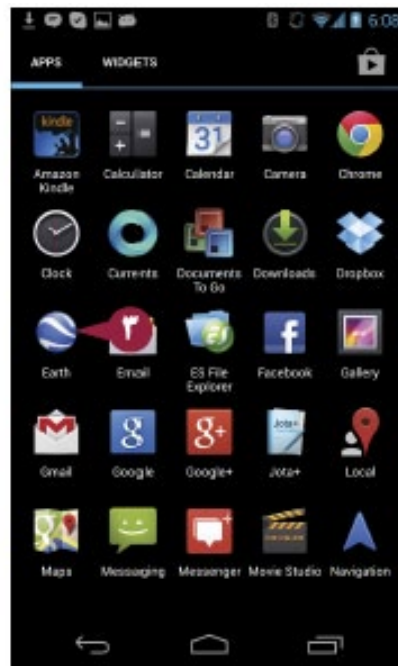 6:08
APPS WIDGETS
kindle 31
Amazon Calculator Calendar Camera Chrome
Kindle
Clock Currents Documents Downloads Dropbox
To Go
٣
Earth Email ES File Facebook Gallery
Explorer
Jota+
Gmail Google Google+ Jota+ Local
Maps Messaging Messenger Movie Studio Navigation